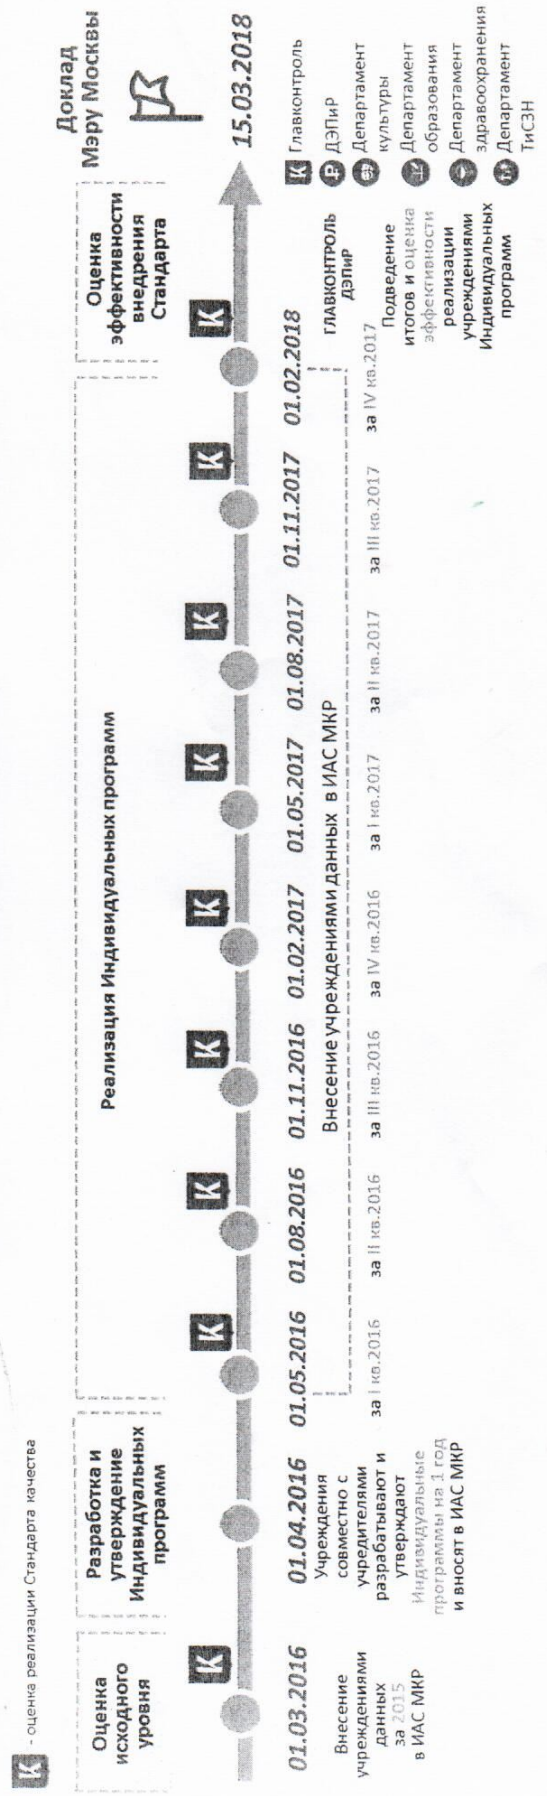 К - оценка реализации Стандарта качества
Оценка
исходного
уровня
Разработка и
утверждение
Индивидуальных
программ
Реализация Индивидуальных программ
Оценка
эффективности
внедрения
Стандарта
Доклад
Мэру Москвы
К
К
К
К
К
К
К
К
К
01.03.2016
01.04.2016
01.05.2016
01.08.2016
01.11.2016
01.02.2017
01.05.2017
01.08.2017
01.11.2017
01.02.2018
15.03.2018
Внесение
учреждениями
данных
за 2015
в ИАС МКР
Учреждения
совместно с
учредителями
разрабатывают и
утверждают
Индивидуальные
программы на 1 год
и вносят в ИАС МКР
Внесение учреждениями данных в ИАС МКР
за I кв.2016
за II кв.2016
за III кв.2016
за IV кв.2016
за I кв.2017
за II кв.2017
за III кв.2017
за IV кв.2017
ГЛАВКОНТРОЛЬ
ДЭПиР
Подведение
итогов и оценка
эффективности
реализации
учреждениями
Индивидуальных
программ
К Главконтроль
ДЭПиР
Департамент
культуры
Департамент
образования
Департамент
здравоохранения
Департамент
ТиСЗН